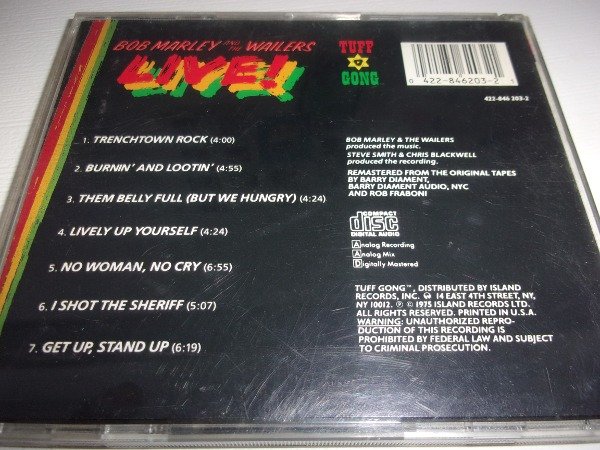 BOB MARLEY AND THE WAILERS
LIVE!
TUFF
GONG
0 422-846203-2 1
422-846 203-2
1. TRENCHTOWN ROCK (4:00)
2. BURNIN' AND LOOTIN' (4:55)
3. THEM BELLY FULL (BUT WE HUNGRY) (4:24)
4. LIVELY UP YOURSELF (4:24)
5. NO WOMAN, NO CRY (6:55)
6. I SHOT THE SHERIFF (5:07)
7. GET UP, STAND UP (6:19)
BOB MARLEY & THE WAILERS
produced the music.
STEVE SMITH & CHRIS BLACKWELL
produced the recording.
REMASTERED FROM THE ORIGINAL TAPES
BY BARRY DIAMENT,
BARRY DIAMENT AUDIO, NYC
AND ROB FRABONI
COMPACT
disc
DIGITAL AUDIO
A Analog Recording
A Analog Mix
D Digitally Mastered
TUFF GONG™, DISTRIBUTED BY ISLAND
RECORDS, INC. 14 EAST 4TH STREET, NY,
NY 10012. ℗ © 1975 ISLAND RECORDS LTD.
ALL RIGHTS RESERVED. PRINTED IN U.S.A.
WARNING: UNAUTHORIZED REPRO-
DUCTION OF THIS RECORDING IS
PROHIBITED BY FEDERAL LAW AND SUBJECT
TO CRIMINAL PROSECUTION.